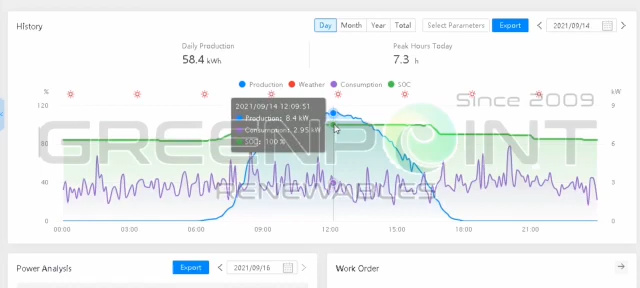 History
Day Month Year Total Select Parameters Export 2021/09/14
Daily Production
58.4 kWh
Peak Hours Today
7.3 h
Production Weather Consumption SOC
%
kW
120
80
40
0
9
6
3
0
2021/09/14 12:09:51
Production: 8.4 kW
Consumption: 2.95 kW
SOC: 100 %
Since 2009
GREENPOINT
RENEWABLES
00:00 03:00 06:00 09:00 12:00 15:00 18:00 21:00
Power Analysis Export 2021/09/16
Work Order